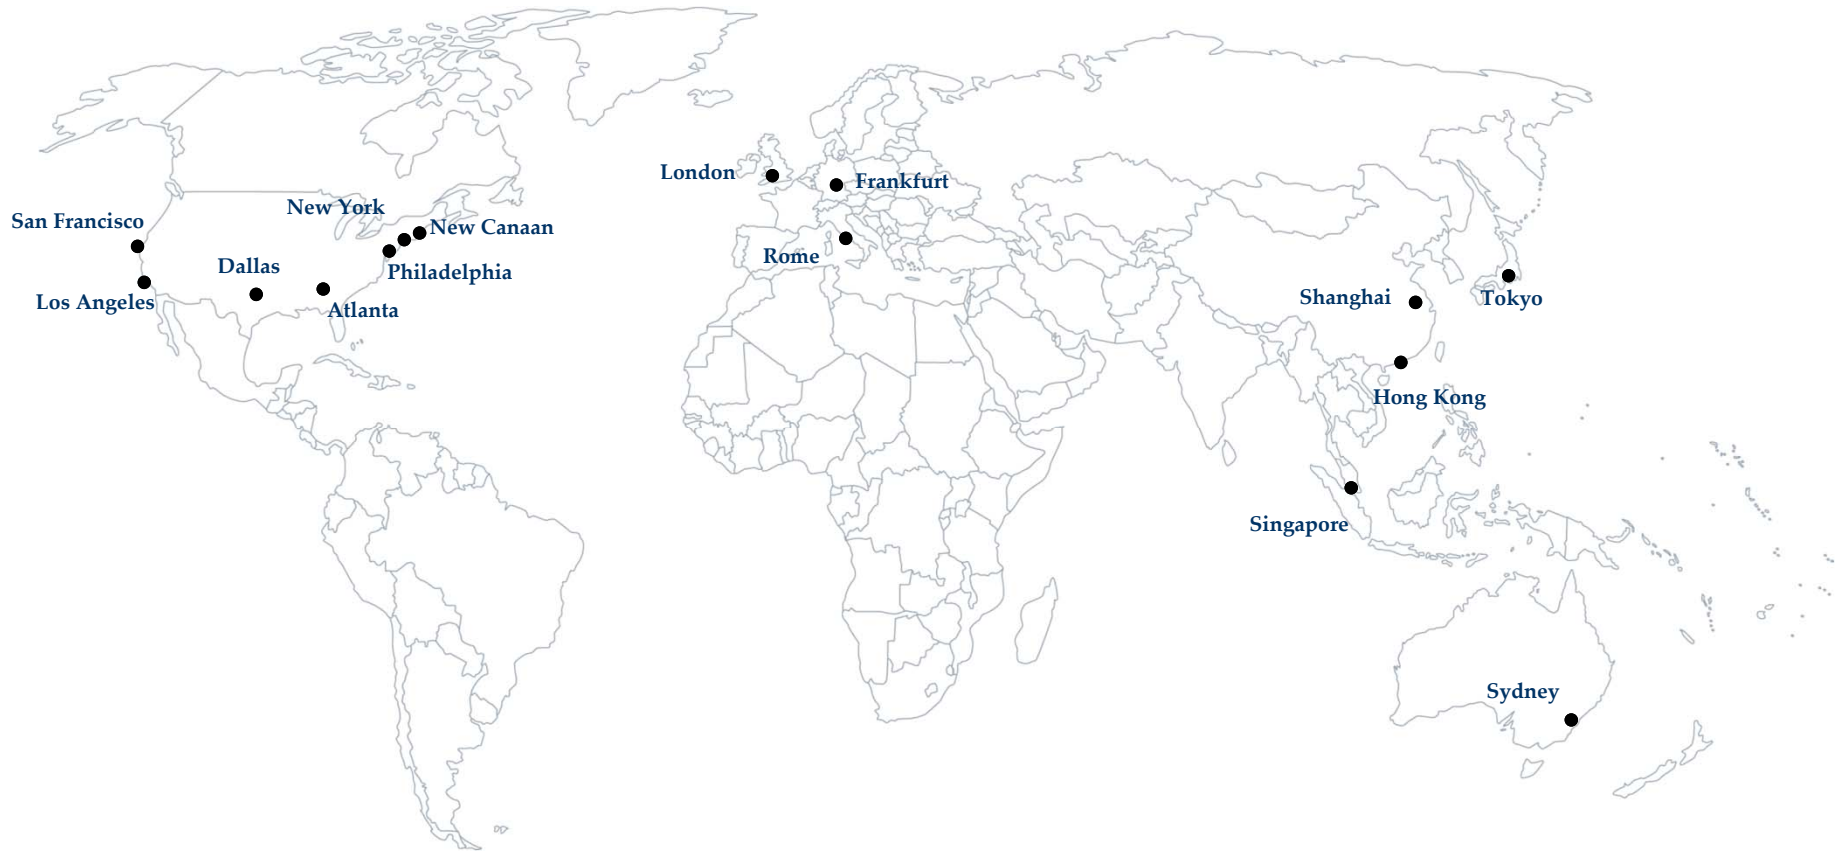 London
Frankfurt
New York
San Francisco
New Canaan
Rome
Dallas
Philadelphia
Shanghai
Tokyo
Los Angeles
Atlanta
Hong Kong
Singapore
Sydney